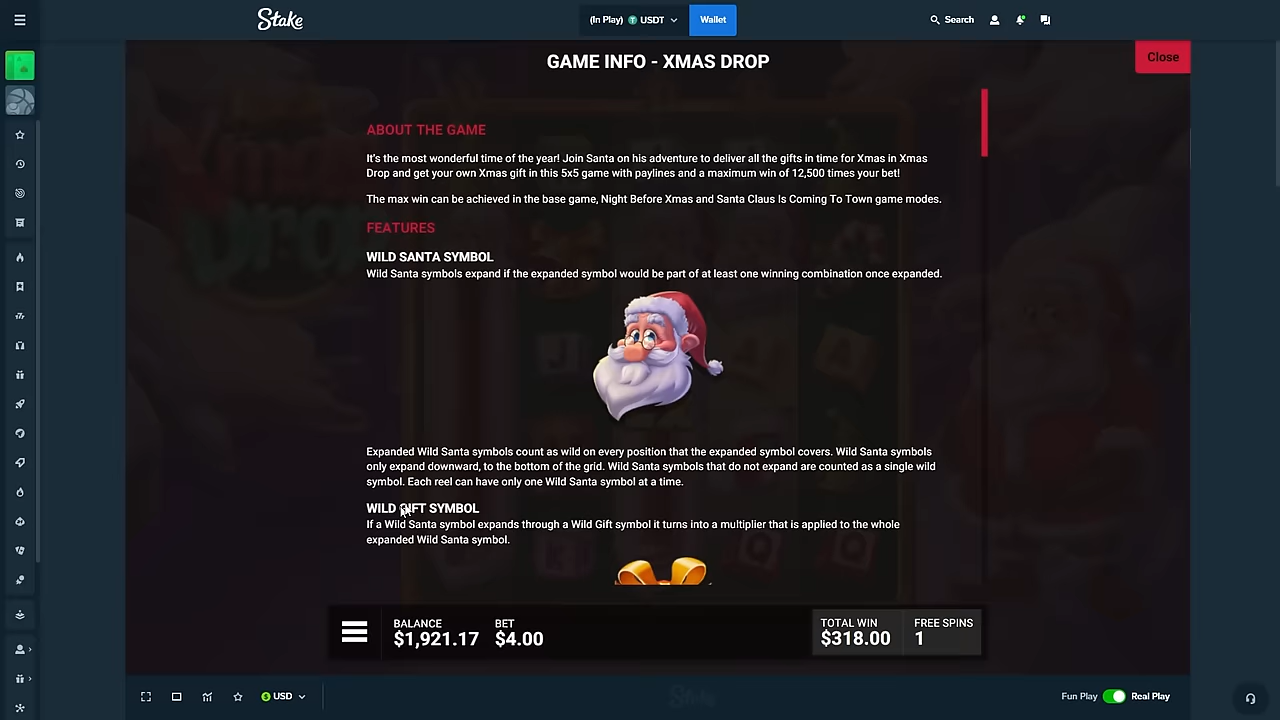 Stake
(In Play) USDT
Wallet
Search
GAME INFO - XMAS DROP
Close
ABOUT THE GAME
It's the most wonderful time of the year! Join Santa on his adventure to deliver all the gifts in time for Xmas in Xmas
Drop and get your own Xmas gift in this 5x5 game with paylines and a maximum win of 12,500 times your bet!
The max win can be achieved in the base game, Night Before Xmas and Santa Claus Is Coming To Town game modes.
FEATURES
WILD SANTA SYMBOL
Wild Santa symbols expand if the expanded symbol would be part of at least one winning combination once expanded.
Expanded Wild Santa symbols count as wild on every position that the expanded symbol covers. Wild Santa symbols
only expand downward, to the bottom of the grid. Wild Santa symbols that do not expand are counted as a single wild
symbol. Each reel can have only one Wild Santa symbol at a time.
WILD GIFT SYMBOL
If a Wild Santa symbol expands through a Wild Gift symbol it turns into a multiplier that is applied to the whole
expanded Wild Santa symbol.
BALANCE
$1,921.17
BET
$4.00
TOTAL WIN
$318.00
FREE SPINS
1
USD
Stake
Fun Play
Real Play